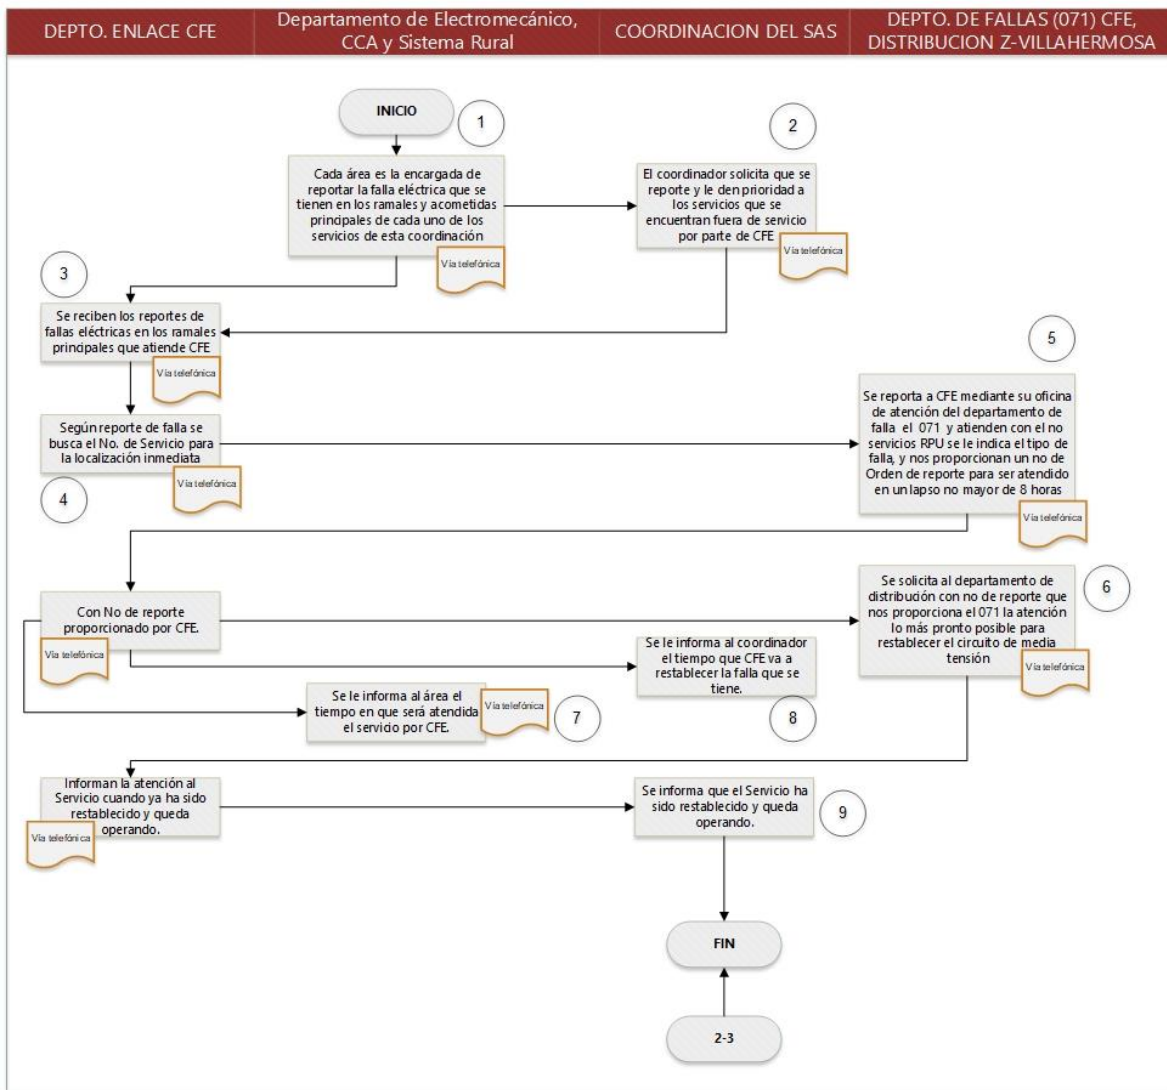 DEPTO. ENLACE CFE
Departamento de Electromecánico,
CCA y Sistema Rural
COORDINACION DEL SAS
DEPTO. DE FALLAS (071) CFE,
DISTRIBUCION Z-VILLAHERMOSA
INICIO
1
2
Cada área es la encargada de
reportar la falla eléctrica que se
tienen en los ramales y acometidas
principales de cada uno de los
servicios de esta coordinación
Vía telefónica
El coordinador solicita que se
reporte y le den prioridad a
los servicios que se
encuentran fuera de servicio
por parte de CFE
Vía telefónica
3
Se reciben los reportes de
fallas eléctricas en los ramales
principales que atiende CFE
Vía telefónica
5
Según reporte de falla se
busca el No. de Servicio para
la localización inmediata
Vía telefónica
4
Se reporta a CFE mediante su oficina
de atención del departamento de
falla el 071 y atienden con el no
servicios RPU se le indica el tipo de
falla, y nos proporcionan un no de
Orden de reporte para ser atendido
en un lapso no mayor de 8 horas
Vía telefónica
Con No de reporte
proporcionado por CFE.
Vía telefónica
Se solicita al departamento de
distribución con no de reporte que
nos proporciona el 071 la atención
lo más pronto posible para
restablecer el circuito de media
tensión
Vía telefónica
6
Se le informa al coordinador
el tiempo que CFE va a
restablecer la falla que se
tiene.
8
Se le informa al área el
tiempo en que será atendida
el servicio por CFE.
Vía telefónica
7
Informan la atención al
Servicio cuando ya ha sido
restablecido y queda
operando.
Vía telefónica
Se informa que el Servicio ha
sido restablecido y queda
operando.
9
FIN
2-3